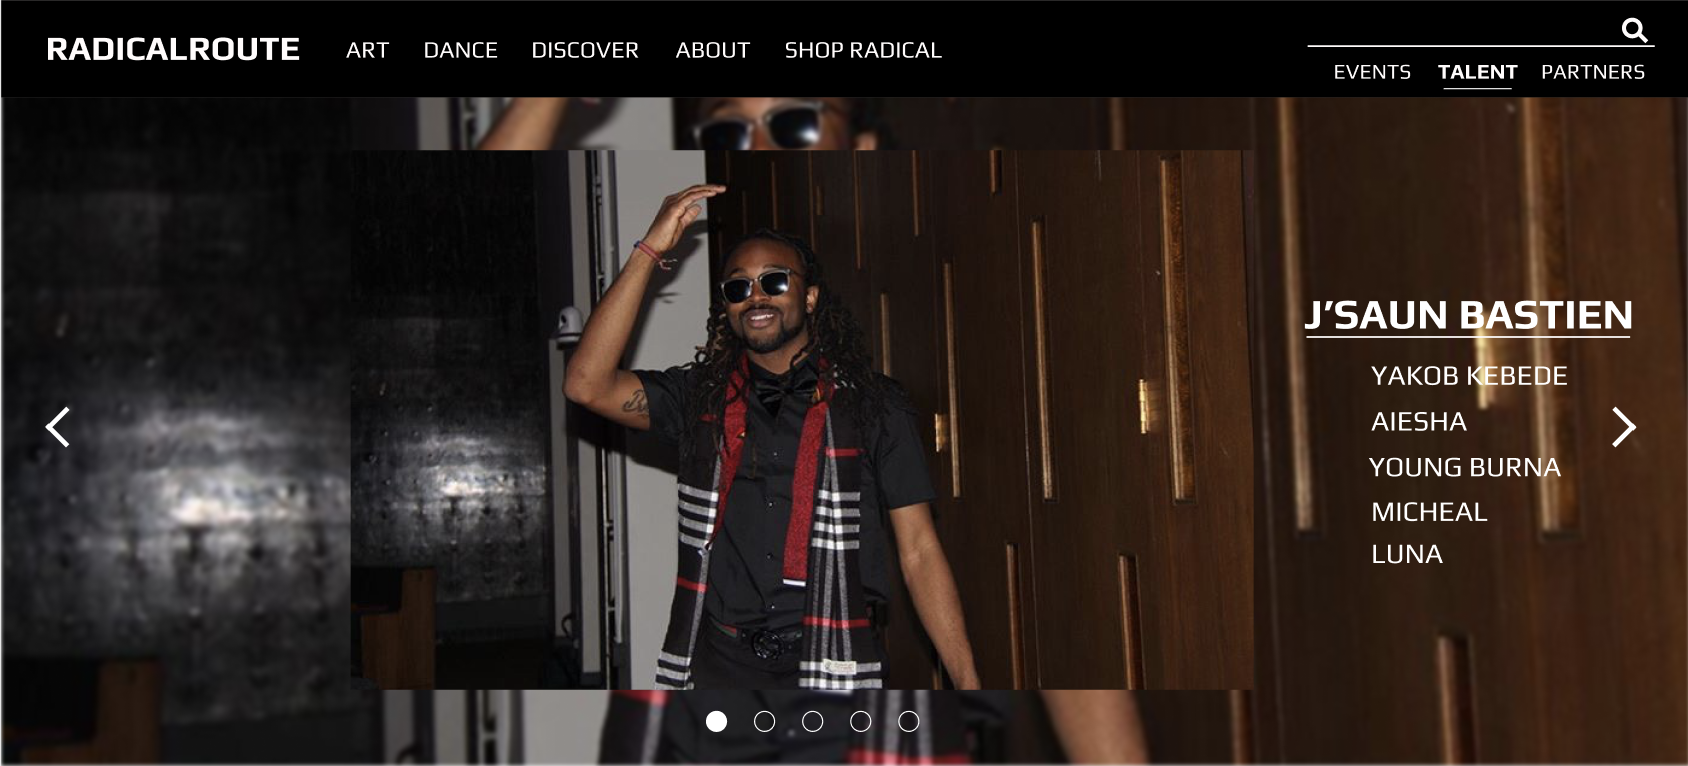 RADICALROUTE ART DANCE DISCOVER ABOUT SHOP RADICAL
EVENTS TALENT PARTNERS
J'SAUN BASTIEN
YAKOB KEBEDE
AIESHA
YOUNG BURNA
MICHEAL
LUNA